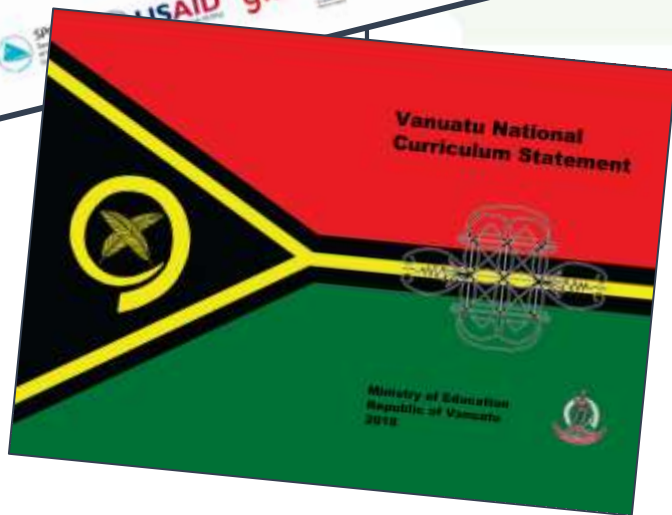 USAID
Vanuatu National
Curriculum Statement
Ministry of Education
Republic of Vanuatu
2010